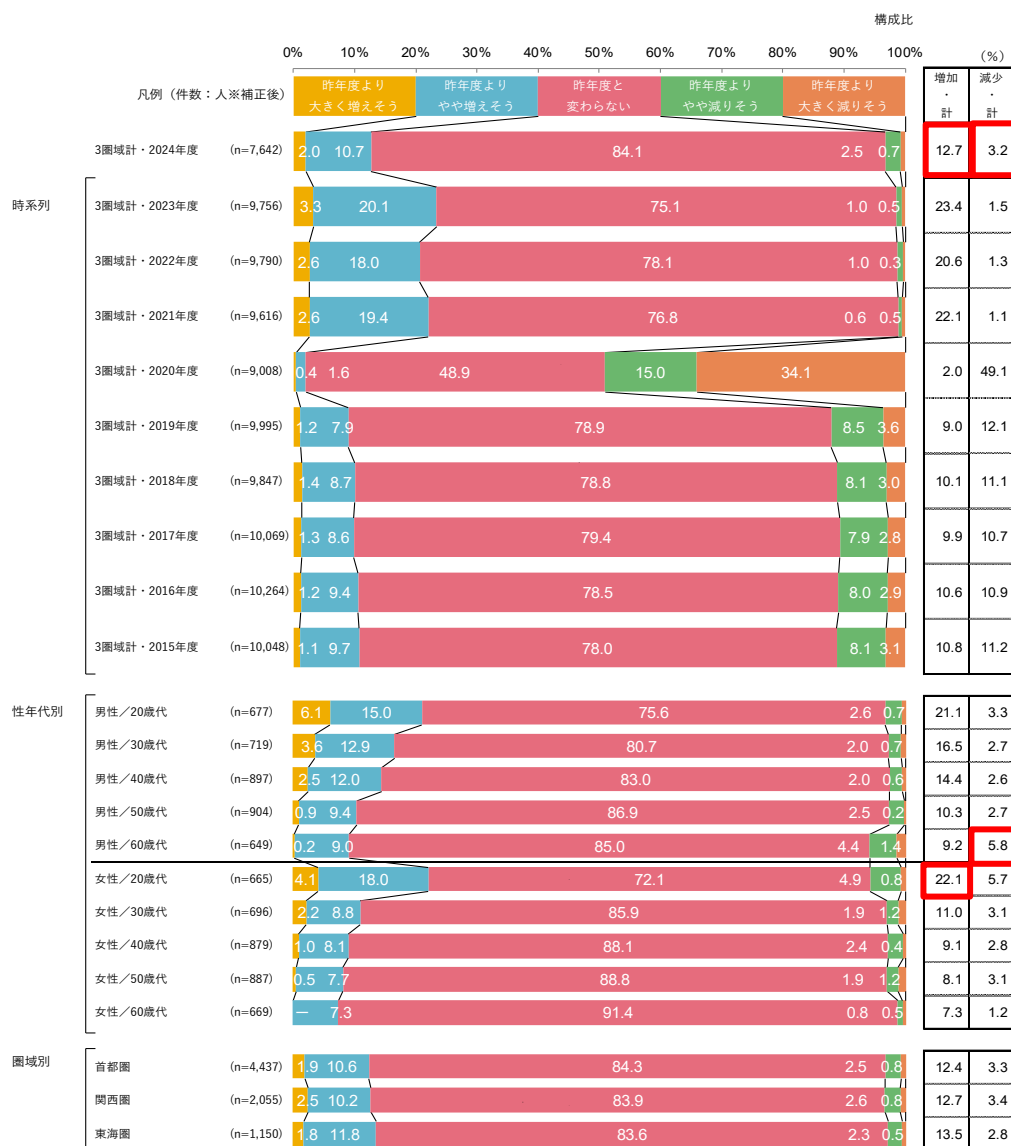 構成比
0% 10% 20% 30% 40% 50% 60% 70% 80% 90% 100%
(%)
凡例（件数：人※補正後） 昨年度より 昨年度より 昨年度と 昨年度より 昨年度より 増加 減少
大きく増えそう やや増えそう 変わらない やや減りそう 大きく減りそう ・計 ・計
3圏域計・2024年度 (n=7,642) 2.0 10.7 84.1 2.5 0.7 12.7 3.2
時系列 3圏域計・2023年度 (n=9,756) 3.3 20.1 75.1 1.0 0.5 23.4 1.5
3圏域計・2022年度 (n=9,790) 2.6 18.0 78.1 1.0 0.3 20.6 1.3
3圏域計・2021年度 (n=9,616) 2.6 19.4 76.8 0.6 0.5 22.1 1.1
3圏域計・2020年度 (n=9,008) 0.4 1.6 48.9 15.0 34.1 2.0 49.1
3圏域計・2019年度 (n=9,995) 1.2 7.9 78.9 8.5 3.6 9.0 12.1
3圏域計・2018年度 (n=9,847) 1.4 8.7 78.8 8.1 3.0 10.1 11.1
3圏域計・2017年度 (n=10,069) 1.3 8.6 79.4 7.9 2.8 9.9 10.7
3圏域計・2016年度 (n=10,264) 1.2 9.4 78.5 8.0 2.9 10.6 10.9
3圏域計・2015年度 (n=10,048) 1.1 9.7 78.0 8.1 3.1 10.8 11.2
性年代別 男性／20歳代 (n=677) 6.1 15.0 75.6 2.6 0.7 21.1 3.3
男性／30歳代 (n=719) 3.6 12.9 80.7 2.0 0.7 16.5 2.7
男性／40歳代 (n=897) 2.5 12.0 83.0 2.0 0.6 14.4 2.6
男性／50歳代 (n=904) 0.9 9.4 86.9 2.5 0.2 10.3 2.7
男性／60歳代 (n=649) 0.2 9.0 85.0 4.4 1.4 9.2 5.8
女性／20歳代 (n=665) 4.1 18.0 72.1 4.9 0.8 22.1 5.7
女性／30歳代 (n=696) 2.2 8.8 85.9 1.9 1.2 11.0 3.1
女性／40歳代 (n=879) 1.0 8.1 88.1 2.4 0.4 9.1 2.8
女性／50歳代 (n=887) 0.5 7.7 88.8 1.9 1.2 8.1 3.1
女性／60歳代 (n=669) ― 7.3 91.4 0.8 0.5 7.3 1.2
圏域別 首都圏 (n=4,437) 1.9 10.6 84.3 2.5 0.8 12.4 3.3
関西圏 (n=2,055) 2.5 10.2 83.9 2.6 0.8 12.7 3.4
東海圏 (n=1,150) 1.8 11.8 83.6 2.3 0.5 13.5 2.8